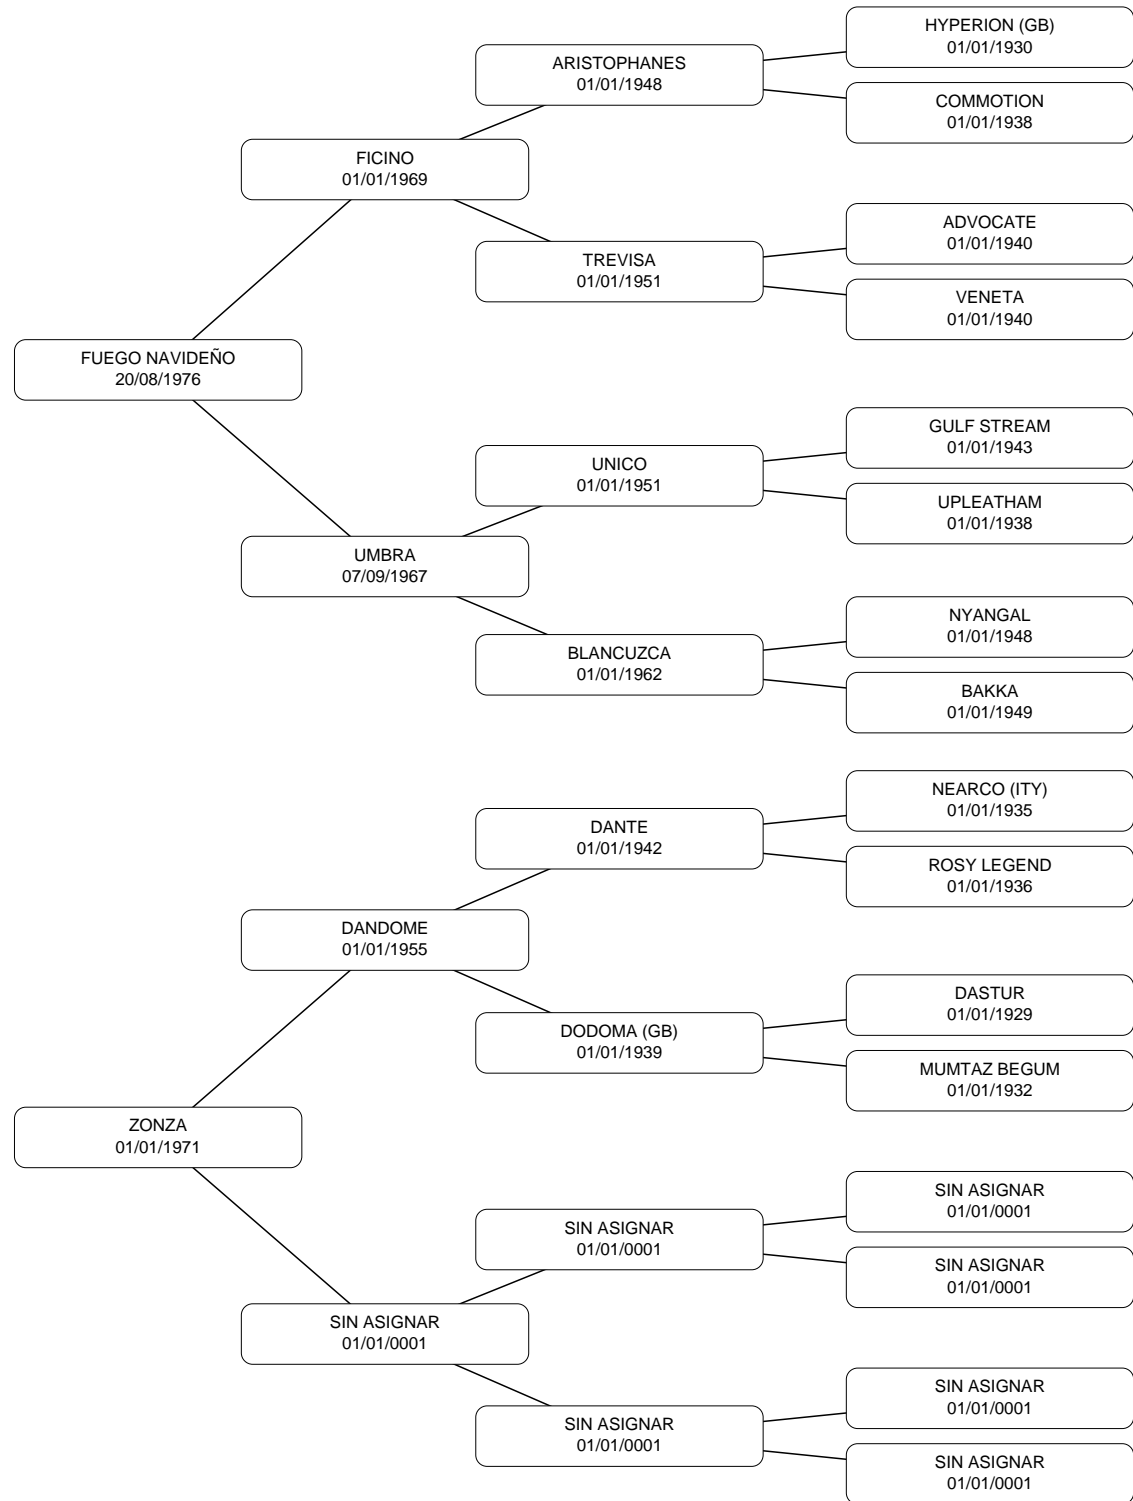 HYPERION (GB)
01/01/1930
ARISTOPHANES
01/01/1948
COMMOTION
01/01/1938
FICINO
01/01/1969
ADVOCATE
01/01/1940
TREVISA
01/01/1951
VENETA
01/01/1940
FUEGO NAVIDEÑO
20/08/1976
GULF STREAM
01/01/1943
UNICO
01/01/1951
UPLEATHAM
01/01/1938
UMBRA
07/09/1967
NYANGAL
01/01/1948
BLANCUZCA
01/01/1962
BAKKA
01/01/1949
NEARCO (ITY)
01/01/1935
DANTE
01/01/1942
ROSY LEGEND
01/01/1936
DANDOME
01/01/1955
DASTUR
01/01/1929
DODOMA (GB)
01/01/1939
MUMTAZ BEGUM
01/01/1932
ZONZA
01/01/1971
SIN ASIGNAR
01/01/0001
SIN ASIGNAR
01/01/0001
SIN ASIGNAR
01/01/0001
SIN ASIGNAR
01/01/0001
SIN ASIGNAR
01/01/0001
SIN ASIGNAR
01/01/0001
SIN ASIGNAR
01/01/0001